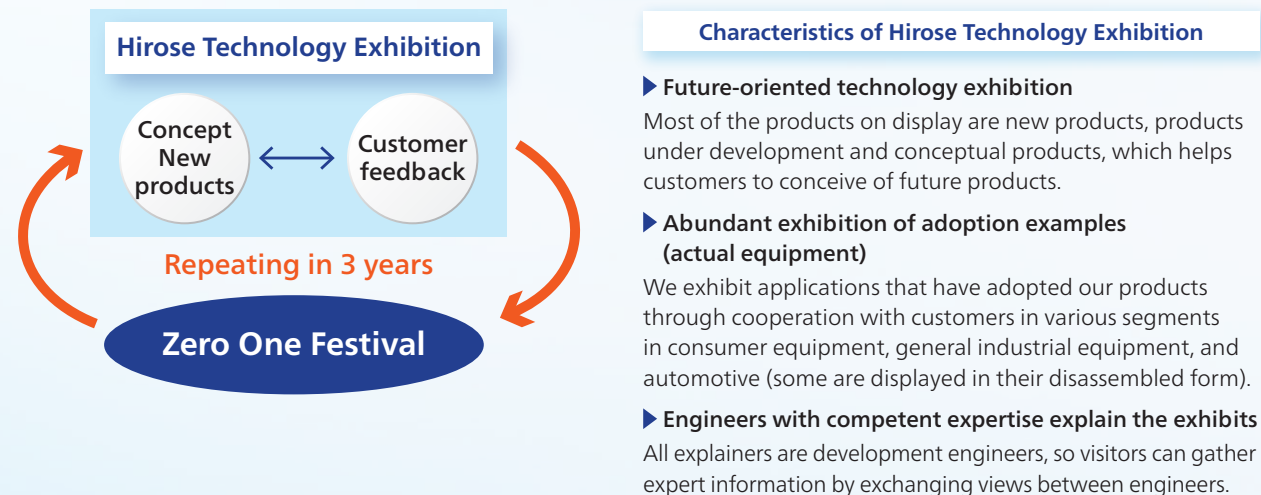 Hirose Technology Exhibition
Concept
New
products
Customer
feedback
Repeating in 3 years
Zero One Festival
Characteristics of Hirose Technology Exhibition
Future-oriented technology exhibition
Most of the products on display are new products, products
under development and conceptual products, which helps
customers to conceive of future products.
Abundant exhibition of adoption examples
(actual equipment)
We exhibit applications that have adopted our products
through cooperation with customers in various segments
in consumer equipment, general industrial equipment, and
automotive (some are displayed in their disassembled form).
Engineers with competent expertise explain the exhibits
All explainers are development engineers, so visitors can gather
expert information by exchanging views between engineers.